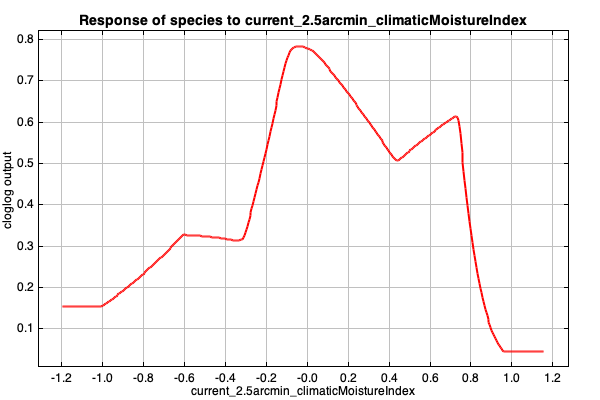 Response of species to current_2.5arcmin_climaticMoistureIndex
cloglog output
0.8
0.7
0.6
0.5
0.4
0.3
0.2
0.1
-1.2 -1.0 -0.8 -0.6 -0.4 -0.2 -0.0 0.2 0.4 0.6 0.8 1.0 1.2
current_2.5arcmin_climaticMoistureIndex